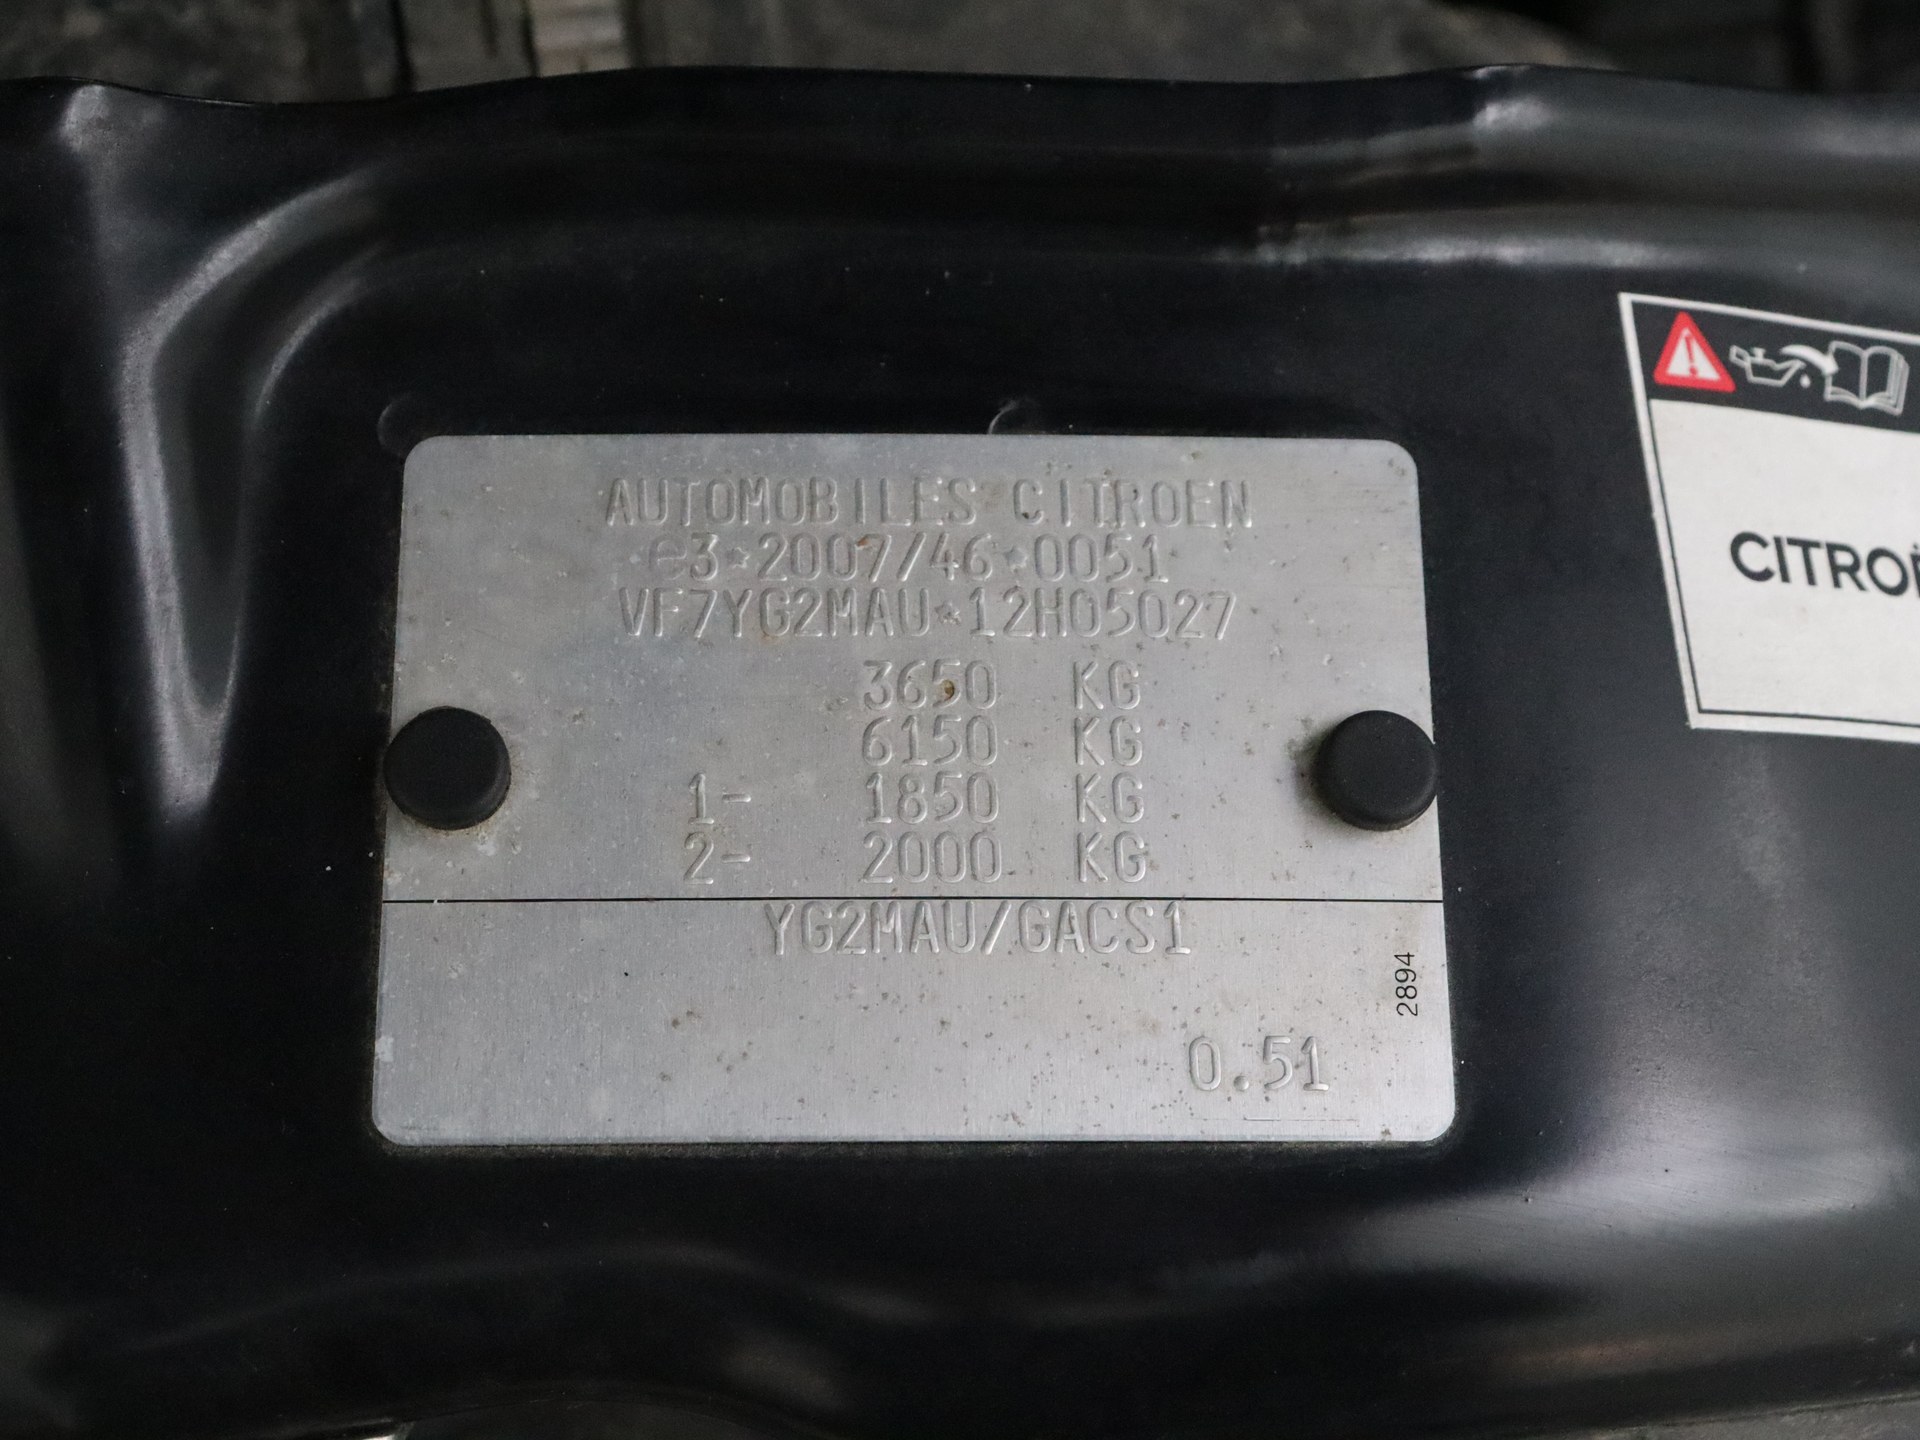 AUTOMOBILES CITROEN
e3*2007/46*0051
VF7YG2MAU*12H05027
3650 KG
6150 KG
1- 1850 KG
2- 2000 KG
YG2MAU/GACS1
2894
0.51
CITROË